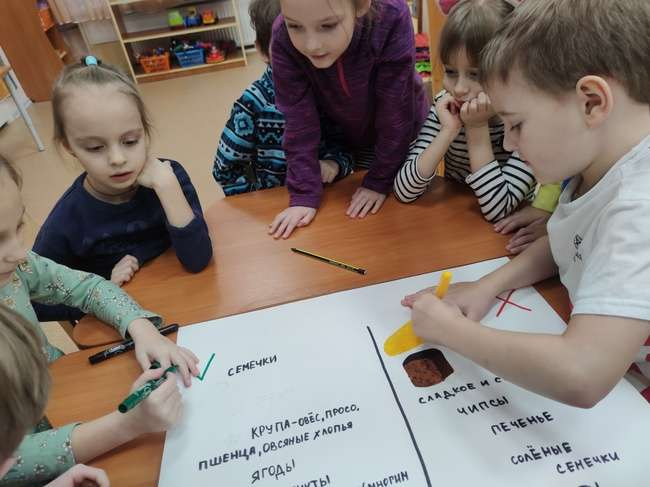 СЕМЕЧКИ
КРУПА-ОВЁС, ПРОСО,
ПШЕНЦА, ОВСЯНЫЕ ХЛОПЬЯ
ЯГОДЫ
СЛАДКОЕ И
ЧИПСЫ
ПЕЧЕНЬЕ
СОЛЁНЫЕ
СЕМЕЧКИ